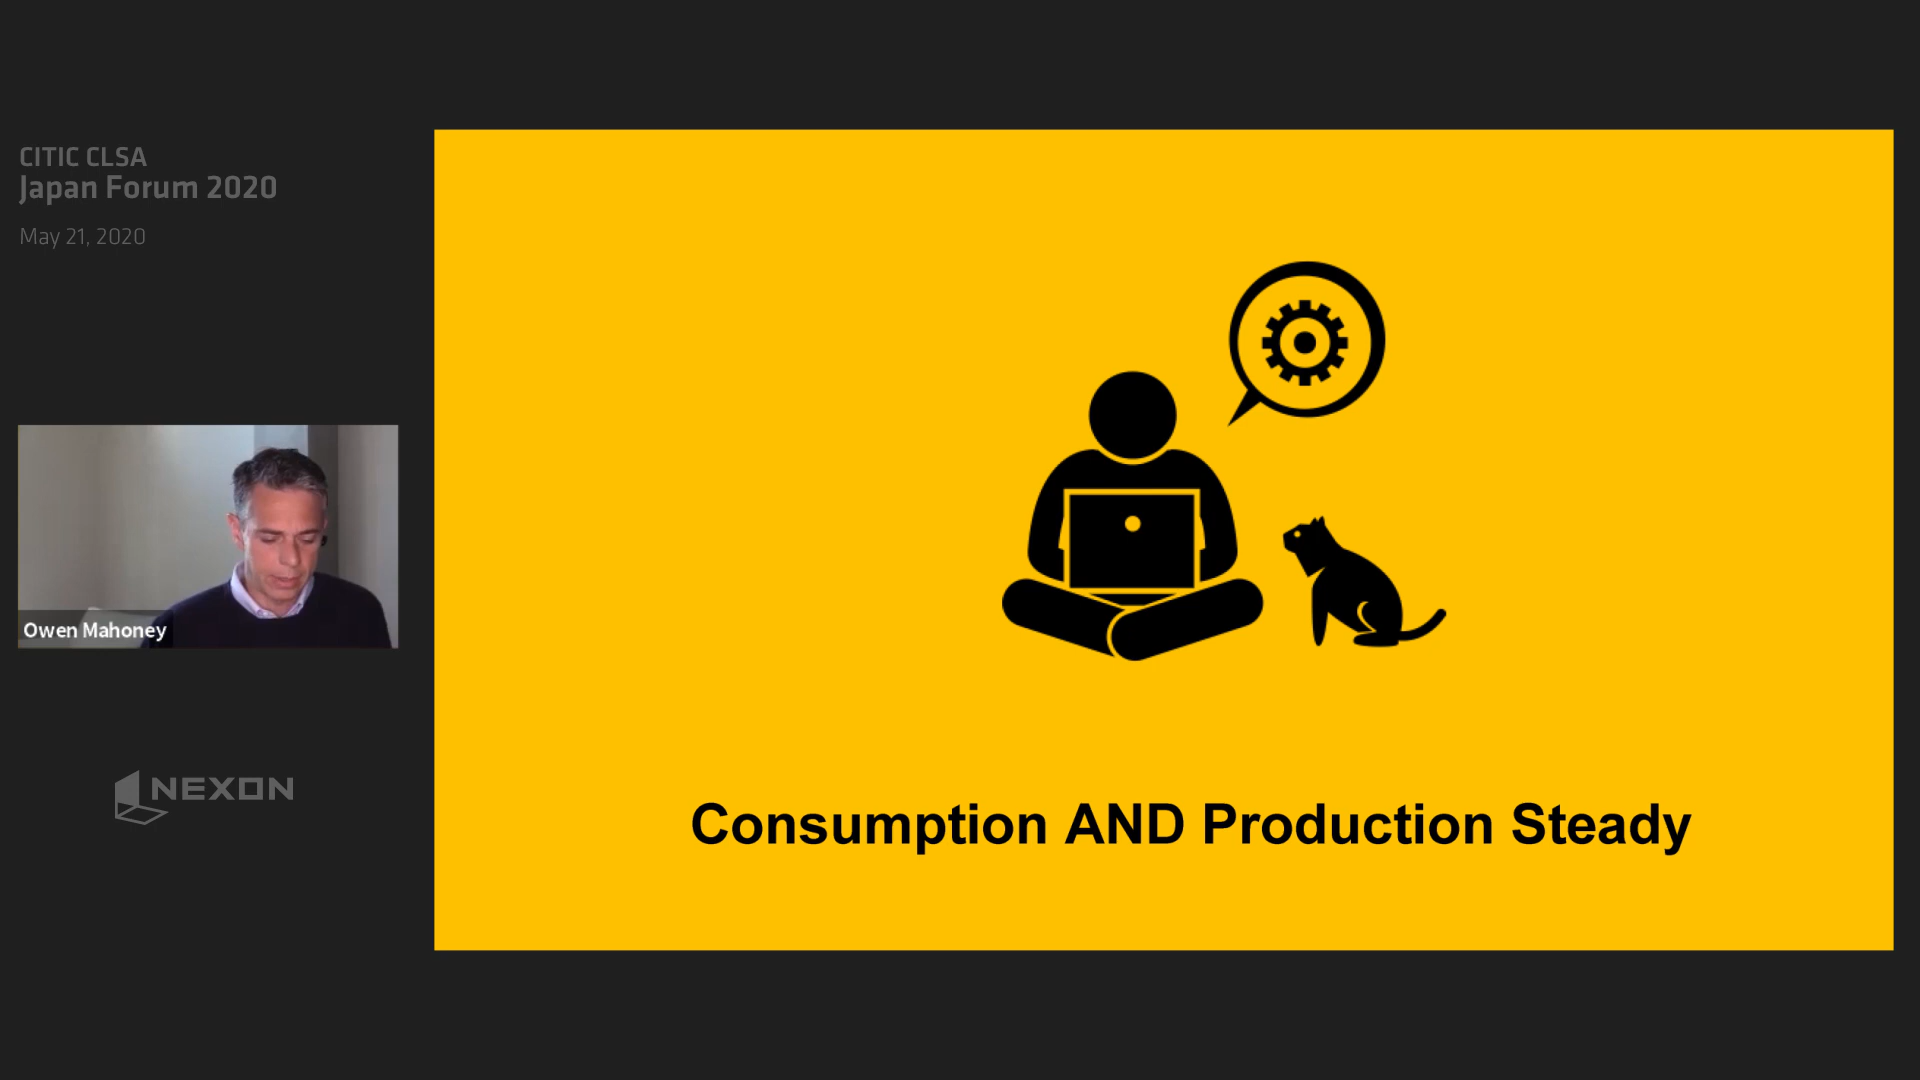 CITIC CLSA
Japan Forum 2020
May 21, 2020
Owen Mahoney
NEXON
Consumption AND Production Steady